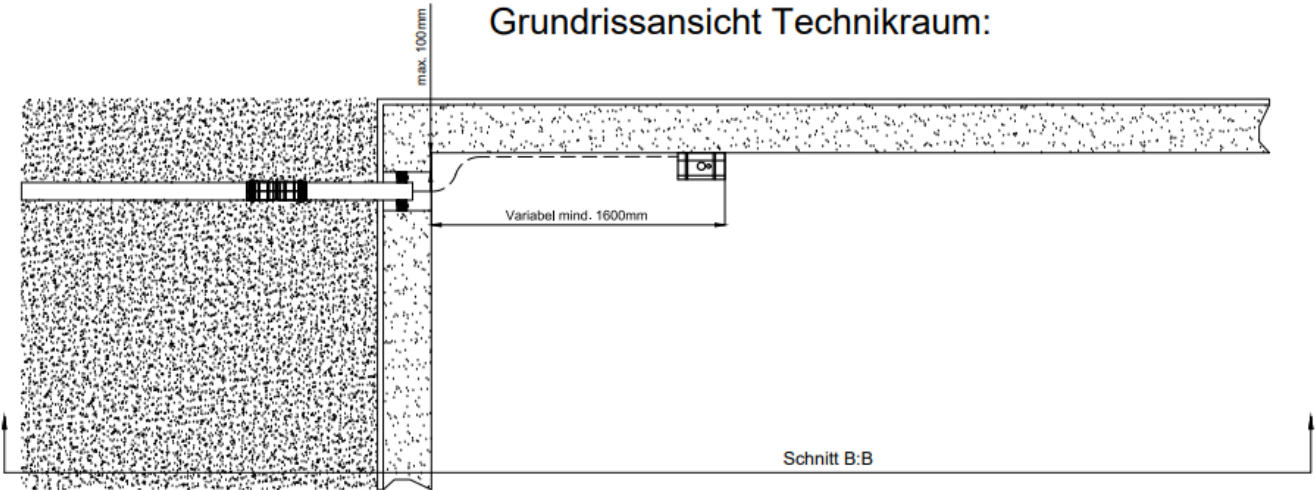 Grundrissansicht Technikraum:
max. 100mm
Variabel mind. 1600mm
Schnitt B:B